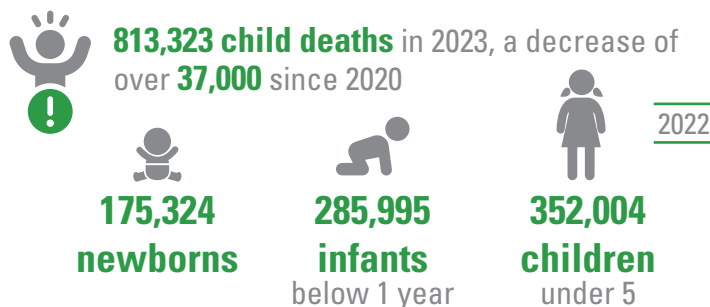 813,323 child deaths in 2023, a decrease of
over 37,000 since 2020
!
2022
175,324
newborns
285,995
infants
below 1 year
352,004
children
under 5